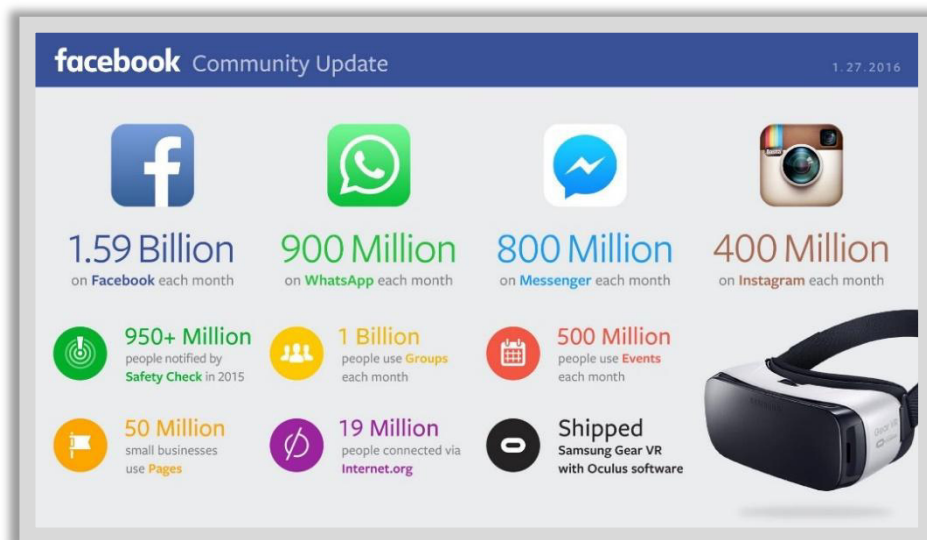 facebook Community Update
1.27.2016
1.59 Billion
on Facebook each month
900 Million
on WhatsApp each month
800 Million
on Messenger each month
400 Million
on Instagram each month
950+ Million
people notified by
Safety Check in 2015
1 Billion
people use Groups
each month
500 Million
people use Events
each month
50 Million
small businesses
use Pages
19 Million
people connected via
Internet.org
Shipped
Samsung Gear VR
with Oculus software
Gear VR